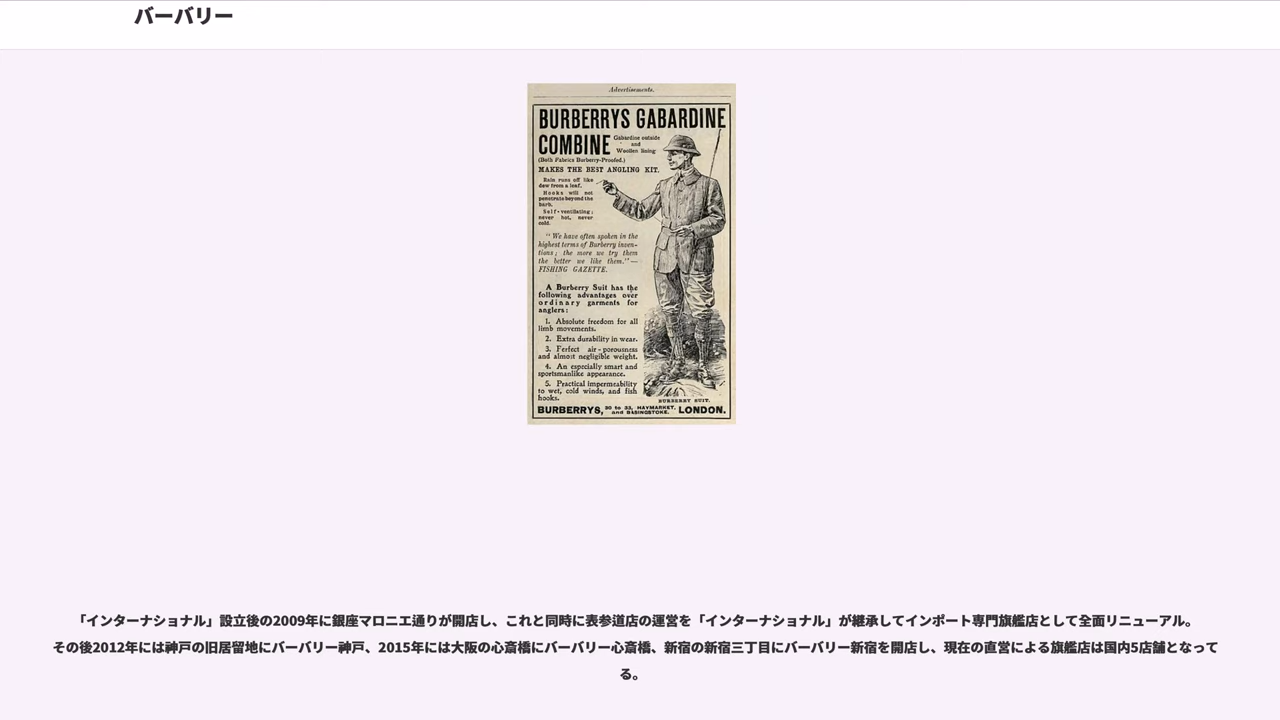 バーバリー
Advertisements.
BURBERRYS GABARDINE
COMBINE
Gabardine outside
and
Woollen lining
(Both Fabrics Burberry-Proofed.)
MAKES THE BEST ANGLING KIT.
Rain runs off like
dew from a leaf.
Hooks will not
penetrate beyond the
barb.
Self-ventilating;
never hot, never
cold.
"We have often spoken in the
highest terms of Burberry inven-
tions; the more we try them
the better we like them."—
FISHING GAZETTE.
A Burberry Suit has the
following advantages over
ordinary garments for
anglers:
1. Absolute freedom for all
limb movements.
2. Extra durability in wear.
3. Perfect air-porousness
and almost negligible weight.
4. An especially smart and
sportsmanlike appearance.
5. Practical impermeability
to wet, cold winds, and fish
hooks.
BURBERRY SUIT.
BURBERRYS, 30 to 33, HAYMARKET, LONDON.
and BASINGSTOKE.
「インターナショナル」設立後の2009年に銀座マロニエ通りが開店し、これと同時に表参道店の運営を「インターナショナル」が継承してインポート専門旗艦店として全面リニューアル。
その後2012年には神戸の旧居留地にバーバリー神戸、2015年には大阪の心斎橋にバーバリー心斎橋、新宿の新宿三丁目にバーバリー新宿を開店し、現在の直営による旗艦店は国内5店舗となって
る。